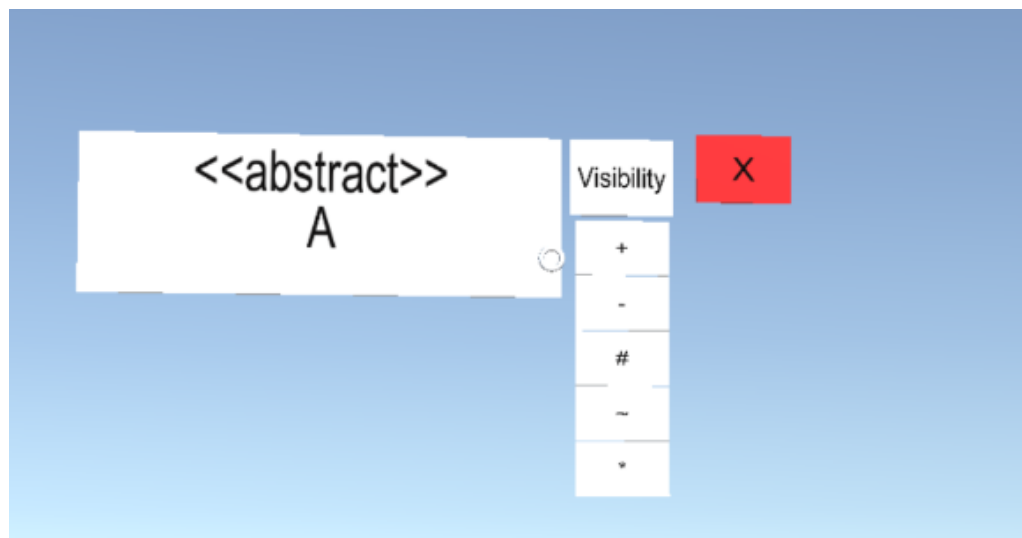 <<abstract>>
A
Visibility
X
+
-
#
~
*